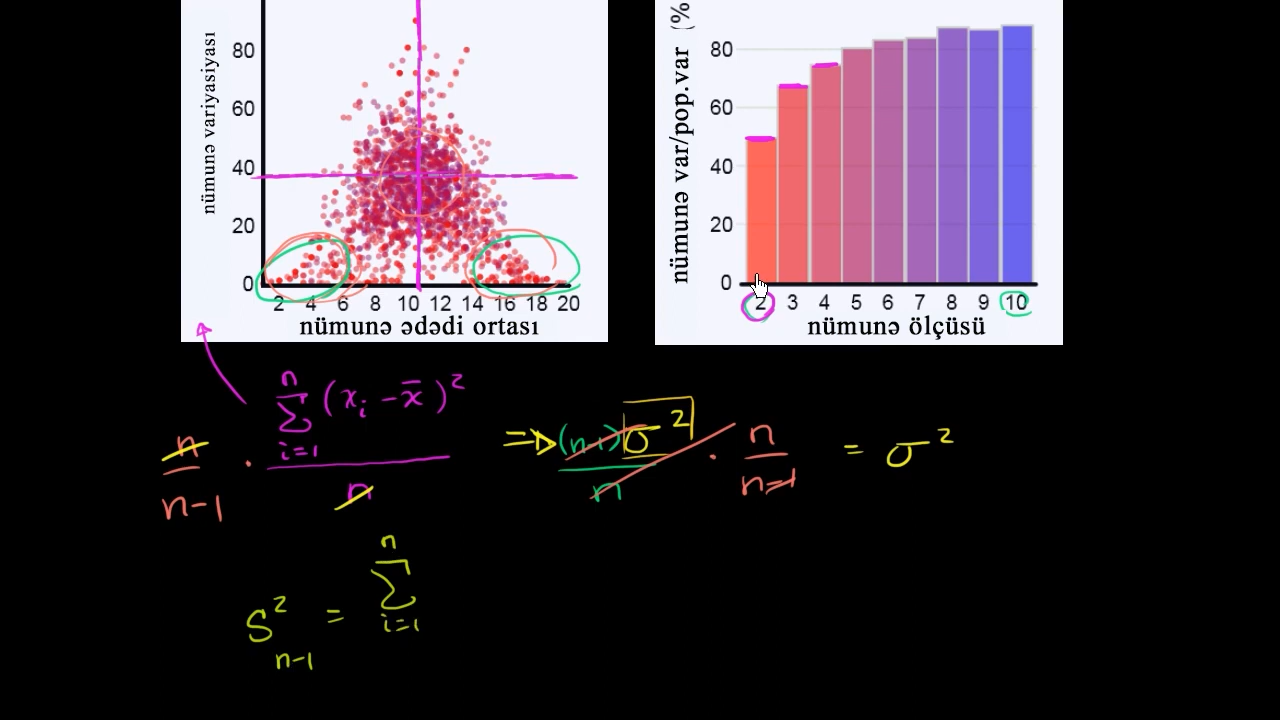 nümunə variyasiyası
80
60
40
20
0
2 4 6 8 10 12 14 16 18 20
nümunə ədədi ortası
nümunə var/pop.var (%
80
60
40
20
0
2 3 4 5 6 7 8 9 10
nümunə ölçüsü
n/n-1 · n∑i=1 (xᵢ - x̄)² / n => (n-1)σ²/n · n/n-1 = σ²
S²n-1 = n∑i=1